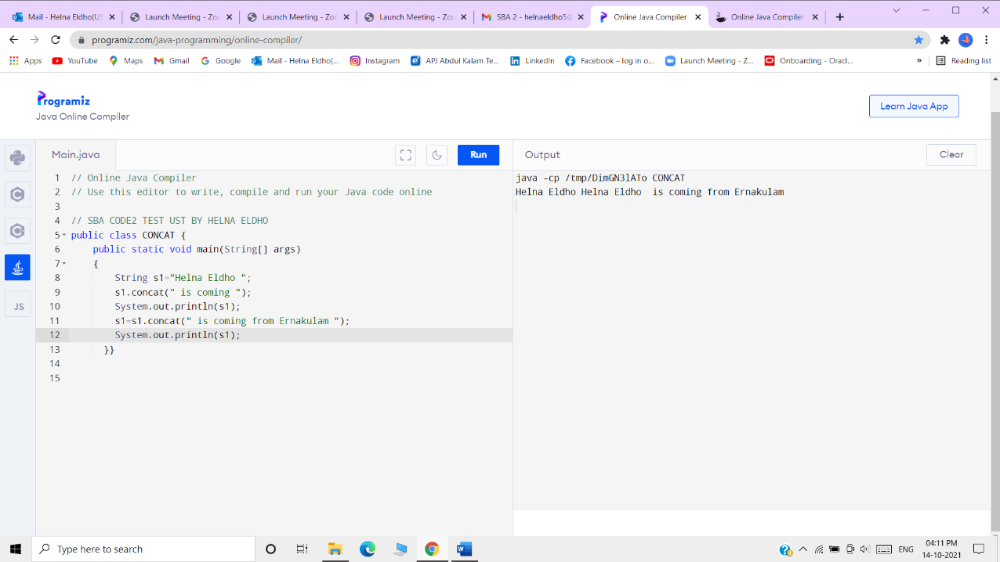 Mail - Helna Eldho(US
Launch Meeting - Zoo
Launch Meeting - Zoo
Launch Meeting - Zoo
SBA 2 - helnaeldho5@
Online Java Compiler
Online Java Compiler
programiz.com/java-programming/online-compiler/
Apps
YouTube
Maps
Gmail
Google
Mail - Helna Eldho(...
Instagram
APJ Abdul Kalam Te...
LinkedIn
Facebook – log in o...
Launch Meeting - Z...
Onboarding - Oracl...
»
Reading list
Programiz
Java Online Compiler
Learn Java App
Main.java
Run
Output
Clear
JS
1 // Online Java Compiler
2 // Use this editor to write, compile and run your Java code online
3
4 // SBA CODE2 TEST UST BY HELNA ELDHO
5 public class CONCAT {
6 public static void main(String[] args)
7 {
8 String s1="Helna Eldho ";
9 s1.concat(" is coming ");
10 System.out.println(s1);
11 s1=s1.concat(" is coming from Ernakulam ");
12 System.out.println(s1);
13 }}
14
15
java -cp /tmp/DimGN3lATo CONCAT
Helna Eldho Helna Eldho  is coming from Ernakulam
Type here to search
ENG
04:11 PM
14-10-2021